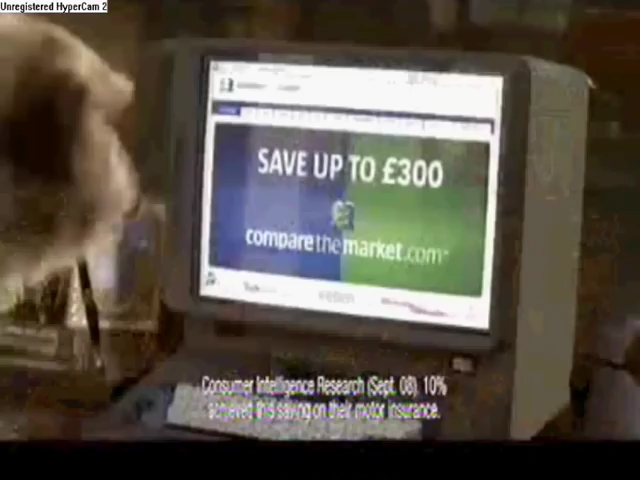 Unregistered HyperCam 2
SAVE UP TO £300
comparethemarket.com
Consumer Intelligence Research (Sept. 08). 10%
achieved this saving on their motor insurance.